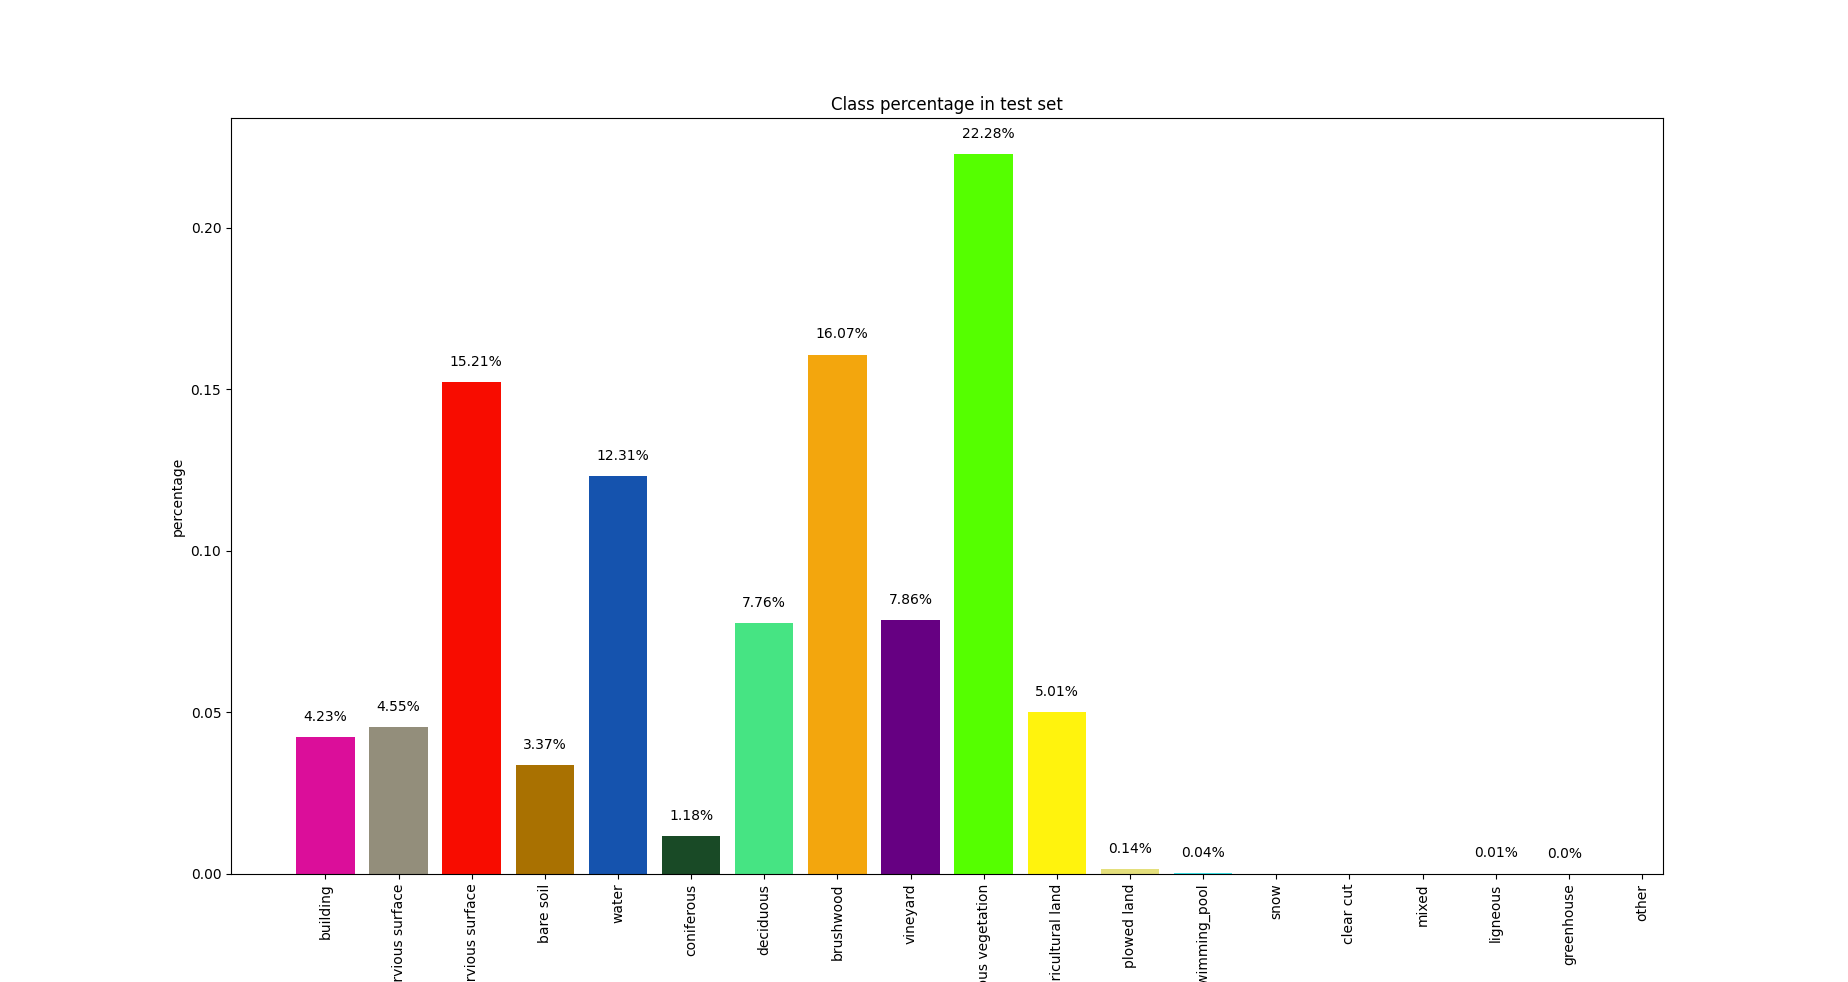 Class percentage in test set
22.28%
0.20
16.07%
15.21%
0.15
12.31%
percentage
0.10
7.76%
7.86%
5.01%
0.05
4.23%
4.55%
3.37%
1.18%
0.14%
0.04%
0.01%
0.0%
0.00
building
rvious surface
rvious surface
bare soil
water
coniferous
deciduous
brushwood
vineyard
ous vegetation
ricultural land
plowed land
wimming_pool
snow
clear cut
mixed
ligneous
greenhouse
other